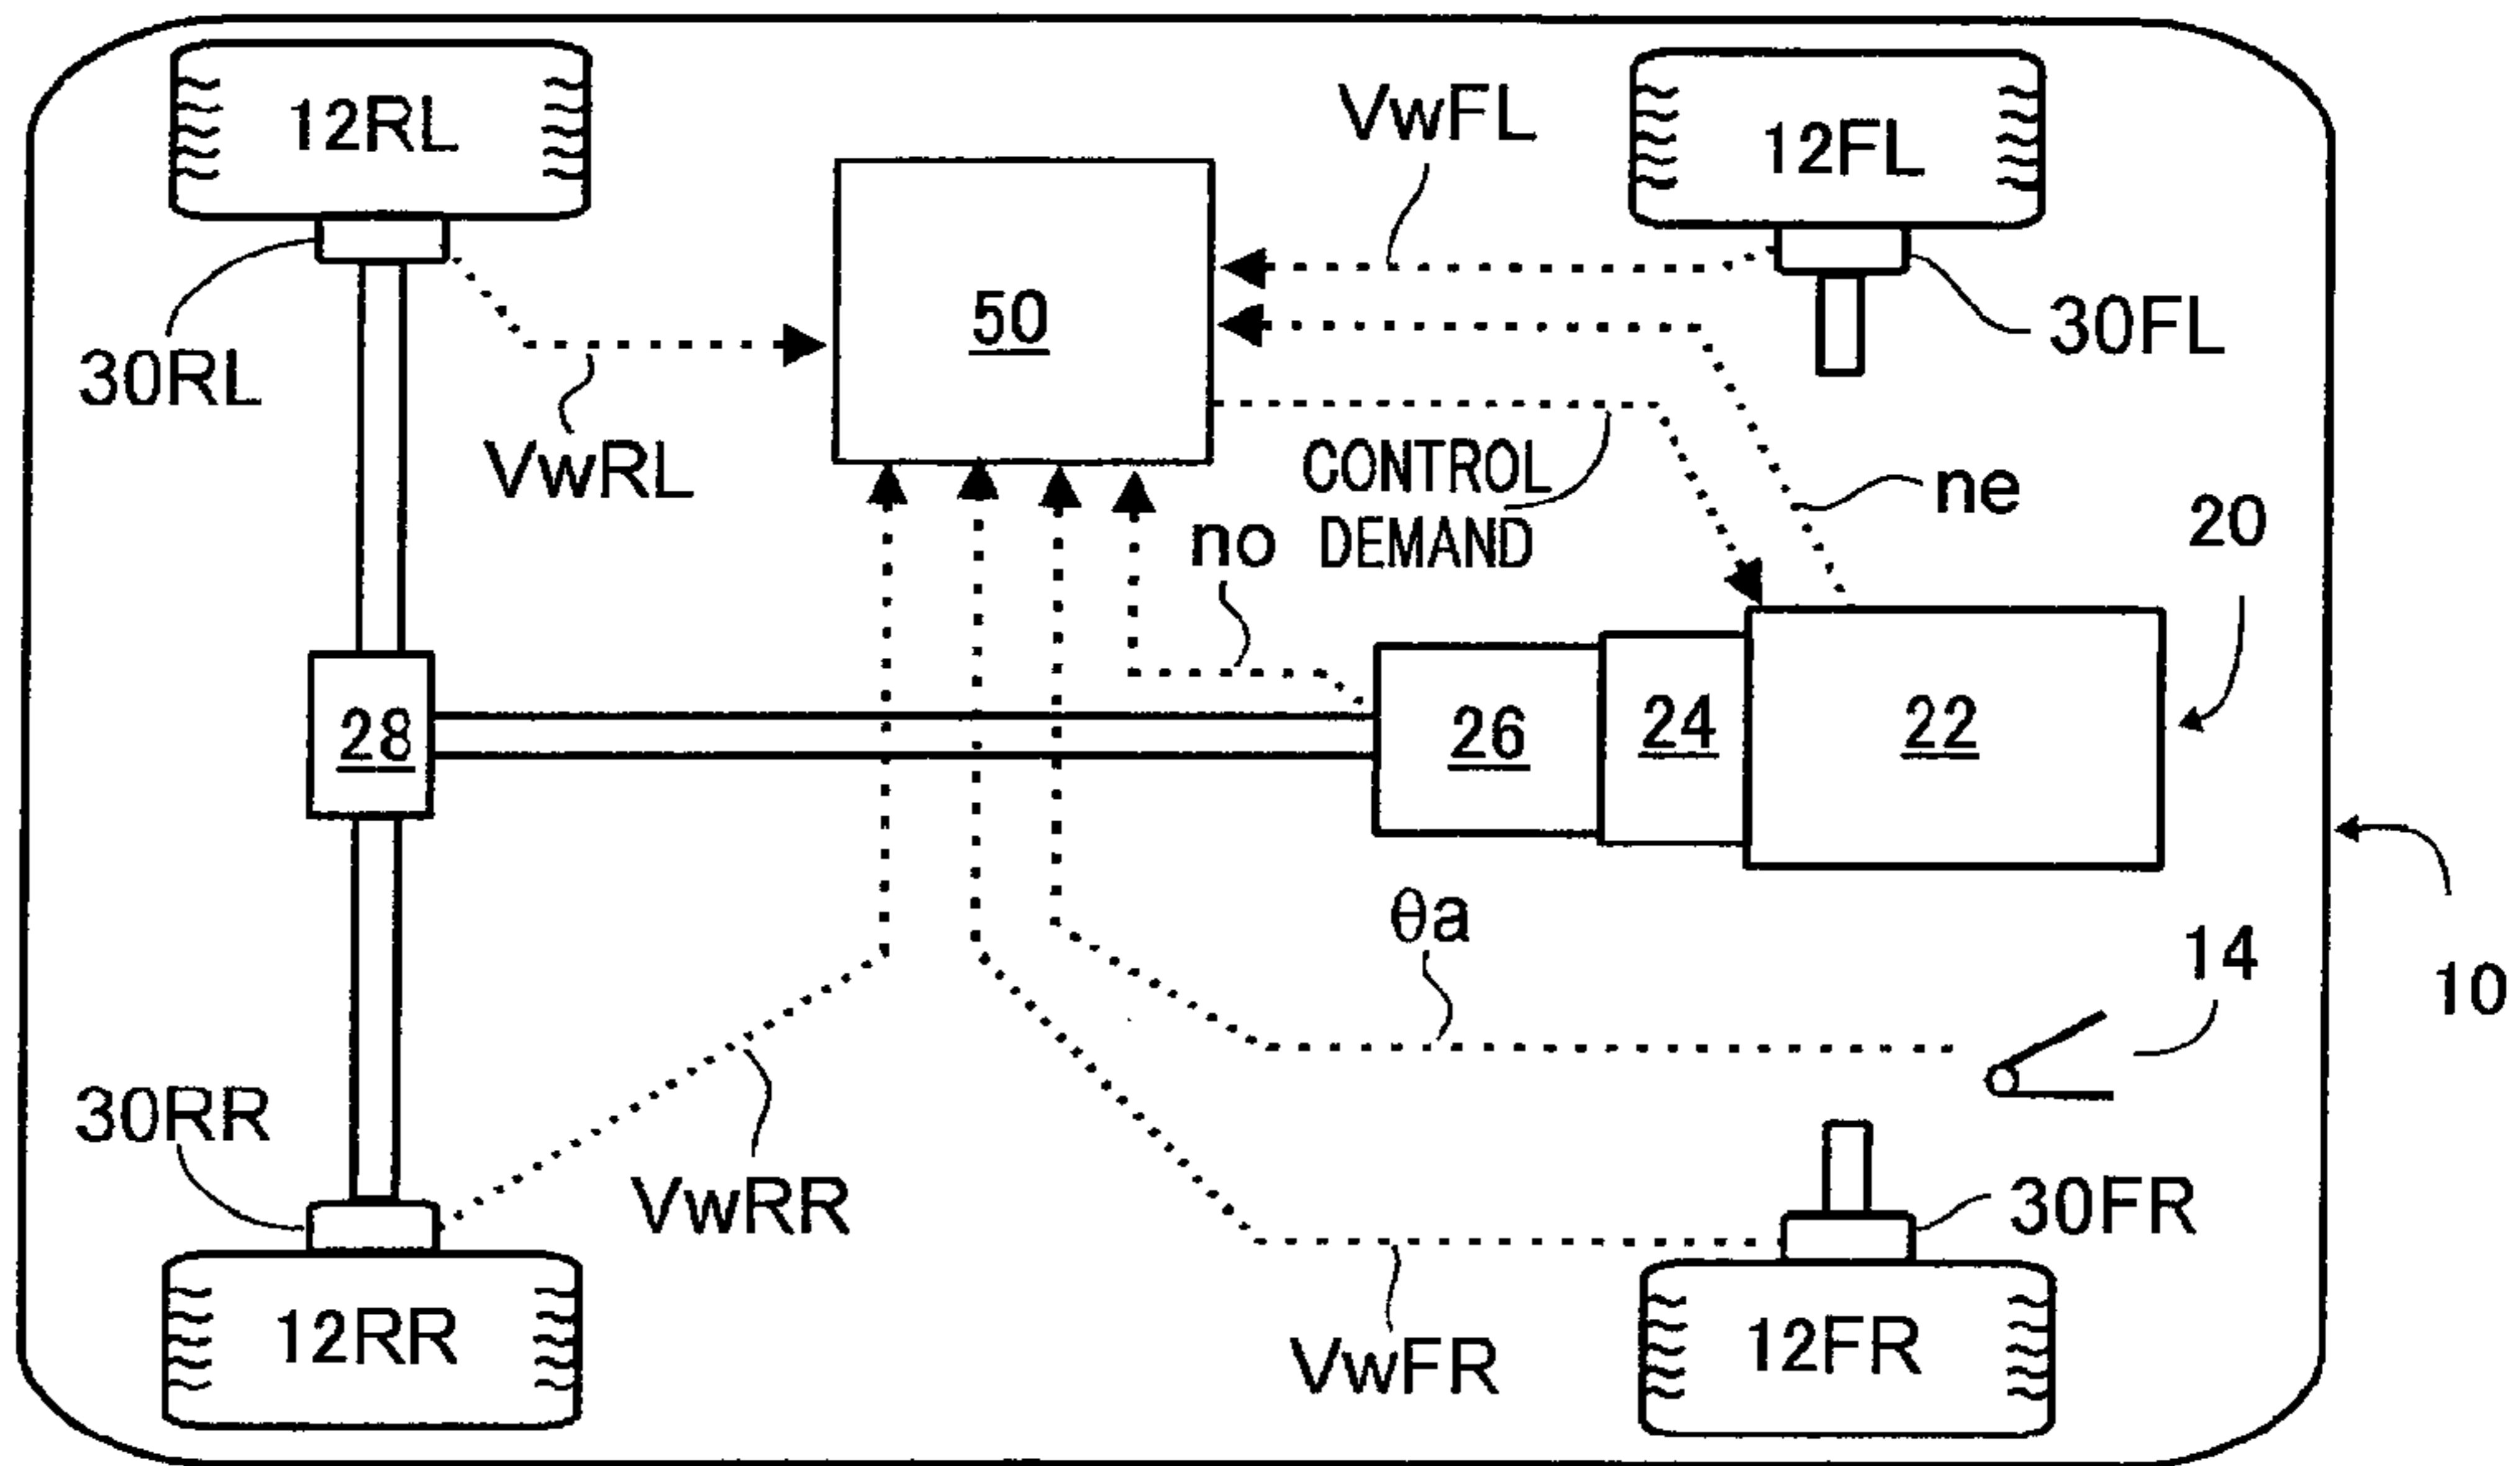 12RL
VwFL
12FL
50
30FL
30RL
VwRL
CONTROL
DEMAND
ne
no
20
28
26
24
22
θa
14
10
30RR
VwRR
30FR
12RR
VwFR
12FR